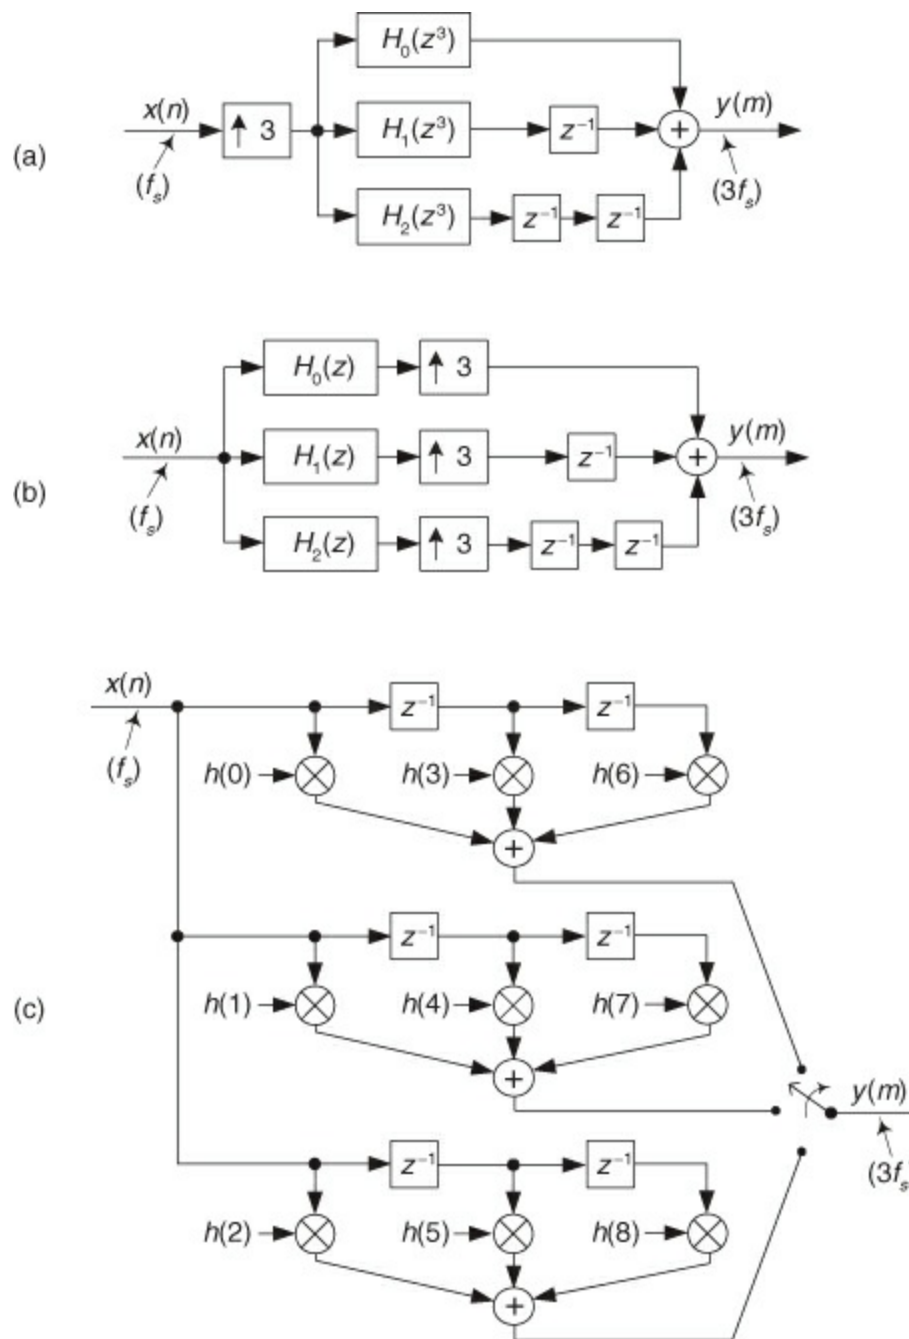 H₀(z³)
x(n)
y(m)
↑ 3
H₁(z³)
z⁻¹
+
(a)
(fₛ)
(3fₛ)
H₂(z³)
z⁻¹
z⁻¹
H₀(z)
↑ 3
x(n)
y(m)
H₁(z)
↑ 3
z⁻¹
+
(b)
(fₛ)
(3fₛ)
H₂(z)
↑ 3
z⁻¹
z⁻¹
x(n)
z⁻¹
z⁻¹
(fₛ)
h(0)
h(3)
h(6)
+
z⁻¹
z⁻¹
(c)
h(1)
h(4)
h(7)
+
y(m)
(3fₛ
z⁻¹
z⁻¹
h(2)
h(5)
h(8)
+